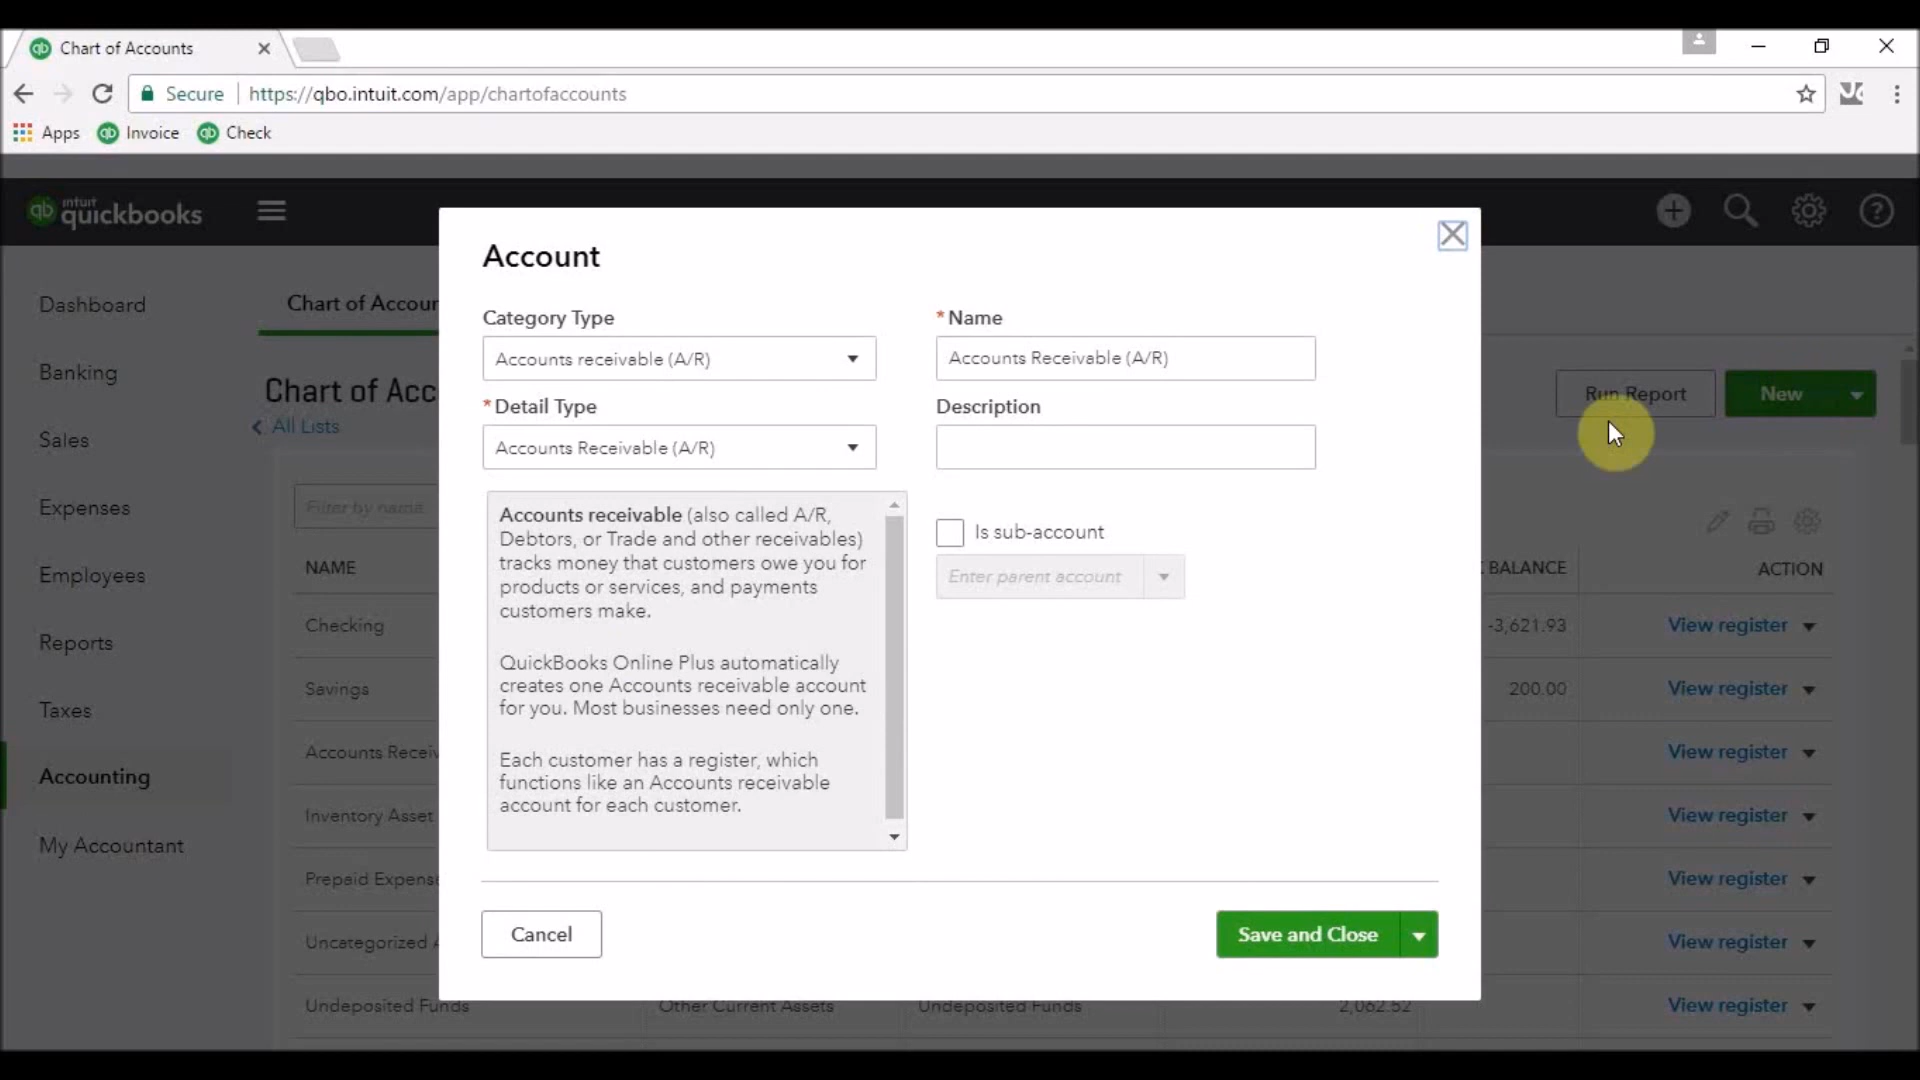 Chart of Accounts
Secure https://qbo.intuit.com/app/chartofaccounts
Apps Invoice Check
intuit quickbooks
Dashboard
Banking
Sales
Expenses
Employees
Reports
Taxes
Accounting
My Accountant
Chart of Accoun
Chart of Acc
All Lists
Run Report
New
Filter by name
NAME
BALANCE
ACTION
Checking
-3,621.93
View register
Savings
200.00
View register
Accounts Receiv
View register
Inventory Asset
View register
Prepaid Expense
View register
Uncategorized A
View register
Undeposited Funds Other Current Assets Undeposited Funds 2,062.52
View register
Account
Category Type
Accounts receivable (A/R)
*Name
Accounts Receivable (A/R)
*Detail Type
Accounts Receivable (A/R)
Description
Accounts receivable (also called A/R,
Debtors, or Trade and other receivables)
tracks money that customers owe you for
products or services, and payments
customers make.
QuickBooks Online Plus automatically
creates one Accounts receivable account
for you. Most businesses need only one.
Each customer has a register, which
functions like an Accounts receivable
account for each customer.
Is sub-account
Enter parent account
Cancel
Save and Close